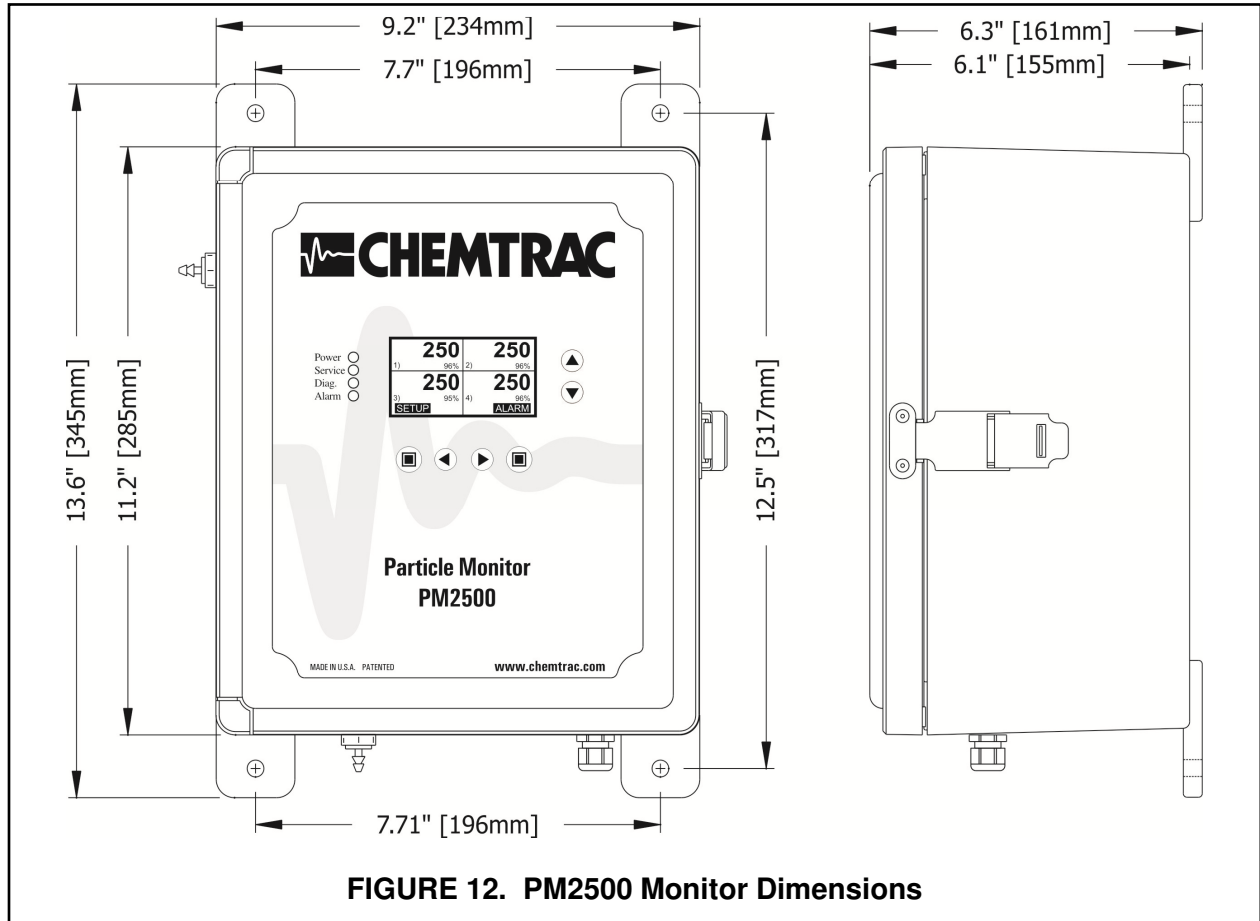 9.2" [234mm]
7.7" [196mm]
6.3" [161mm]
6.1" [155mm]
13.6" [345mm]
11.2" [285mm]
12.5" [317mm]
CHEMTRAC
Power
Service
Diag.
Alarm
250 250
1) 96% 2) 96%
250 250
3) 95% 4) 96%
SETUP ALARM
Particle Monitor
PM2500
MADE IN U.S.A. PATENTED www.chemtrac.com
7.71" [196mm]
FIGURE 12. PM2500 Monitor Dimensions